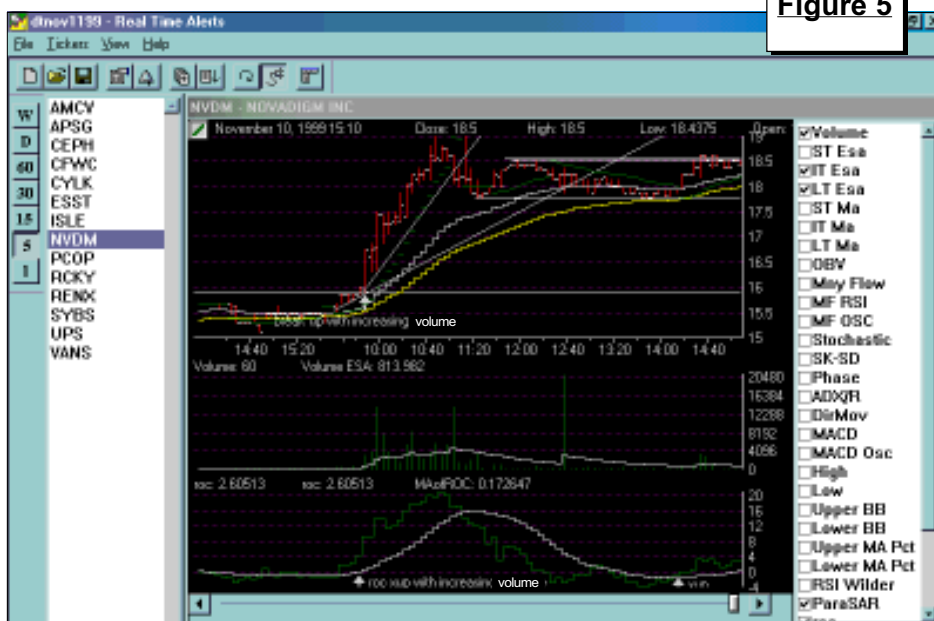 Figure 5
dtnov1199 - Real Time Alerts
File Tickers View Help
W
D
60
30
15
5
1
AMCV
APSG
CEPH
CFWC
CYLK
ESST
ISLE
NVDM
PCOP
RCKY
RENX
SYBS
UPS
VANS
NVDM - NOVADIGM INC
November 10, 1999 15:10 Close: 18.5 High: 18.5 Low: 18.4375 Open:
19
18.5
18
17.5
17
16.5
16
15.5
15
break up with increasing volume
14:40 15:20 10:00 10:40 11:20 12:00 12:40 13:20 14:00 14:40
Volume: 60 Volume ESA: 813.982
20480
16384
12288
8192
4096
0
roc: 2.60513 roc: 2.60513 MAofROC: 0.172647
20
16
12
8
4
0
-4
roc xup with increasing volume
Volume
ST Esa
IT Esa
LT Esa
ST Ma
IT Ma
LT Ma
OBV
Mny Flow
MF RSI
MF OSC
Stochastic
SK-SD
Phase
ADX/R
DirMov
MACD
MACD Osc
High
Low
Upper BB
Lower BB
Upper MA Pct
Lower MA Pct
RSI Wilder
ParaSAR